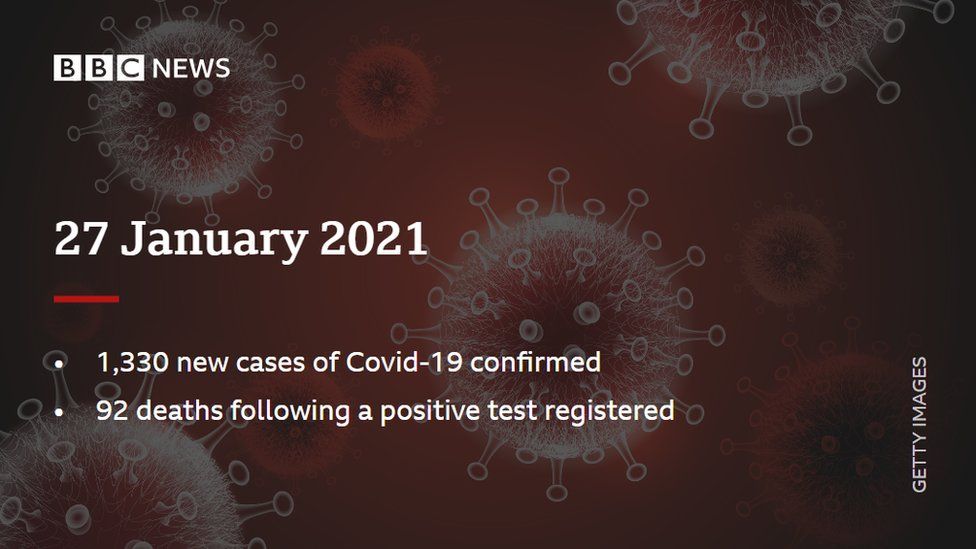 BBC NEWS
27 January 2021
• 1,330 new cases of Covid-19 confirmed
• 92 deaths following a positive test registered
GETTY IMAGES